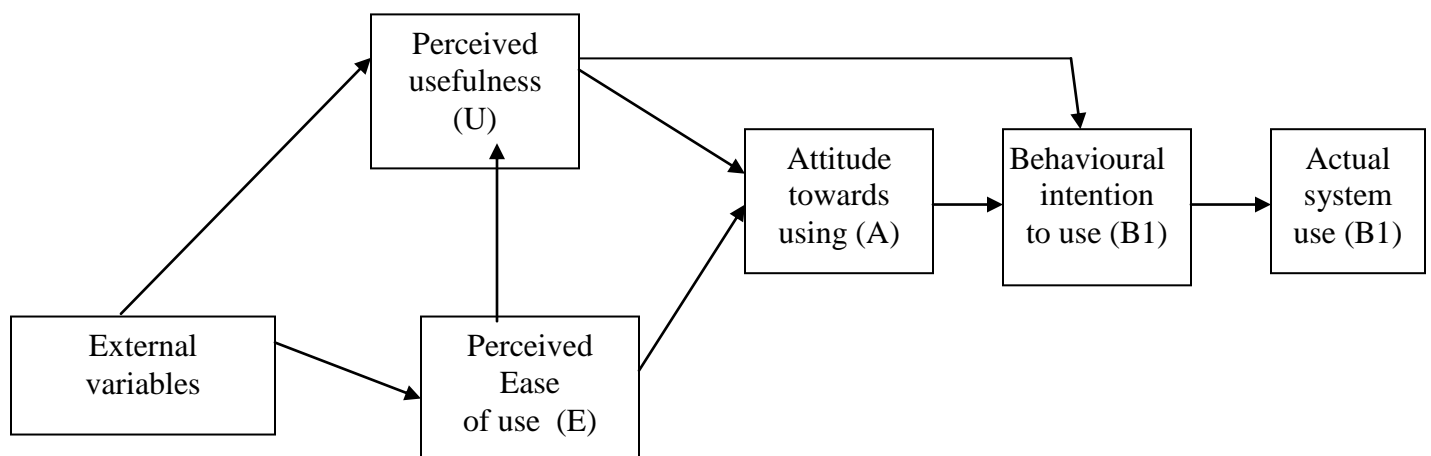 Perceived
usefulness
(U)
Attitude
towards
using (A)
Behavioural
intention
to use (B1)
Actual
system
use (B1)
External
variables
Perceived
Ease
of use (E)